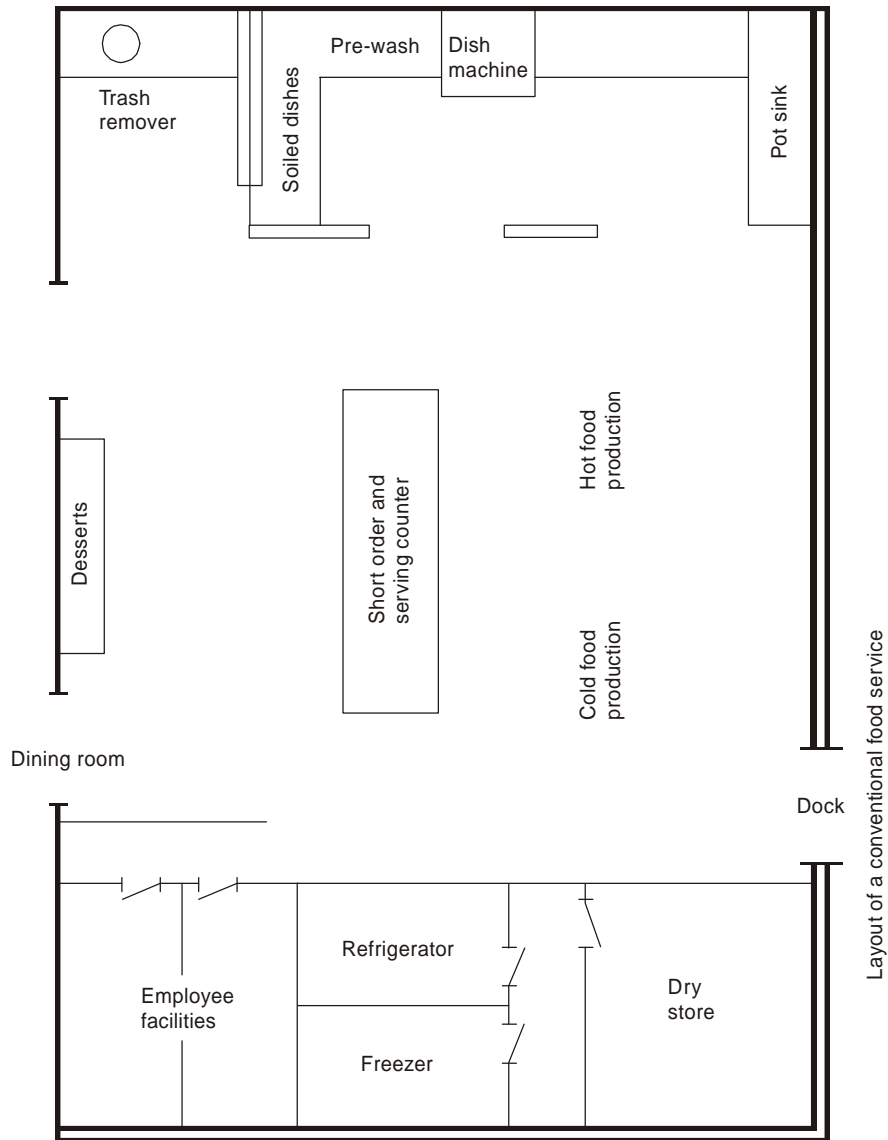 Pre-wash
Dish
machine
Trash
remover
Soiled dishes
Pot sink
Hot food
production
Desserts
Short order and
serving counter
Cold food
production
Dining room
Dock
Layout of a conventional food service
Refrigerator
Employee
facilities
Dry
store
Freezer